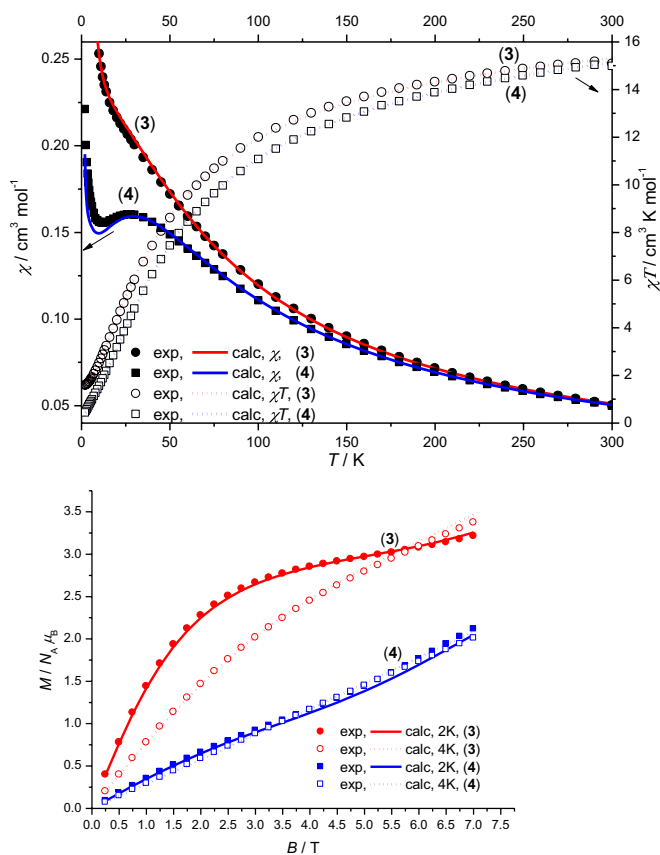 0 50 100 150 200 250 300
0.25
0.20
0.15
0.10
0.05
χ / cm³ mol⁻¹
16
14
12
10
8
6
4
2
0
χT / cm³ K mol⁻¹
(3)
(4)
(3)
(4)
exp, calc, χ, (3)
exp, calc, χ, (4)
exp, calc, χT, (3)
exp, calc, χT, (4)
0 50 100 150 200 250 300
T / K
3.5
3.0
2.5
2.0
1.5
1.0
0.5
0.0
M / N_A μ_B
(3)
(4)
exp, calc, 2K, (3)
exp, calc, 4K, (3)
exp, calc, 2K, (4)
exp, calc, 4K, (4)
0.0 0.5 1.0 1.5 2.0 2.5 3.0 3.5 4.0 4.5 5.0 5.5 6.0 6.5 7.0 7.5
B / T